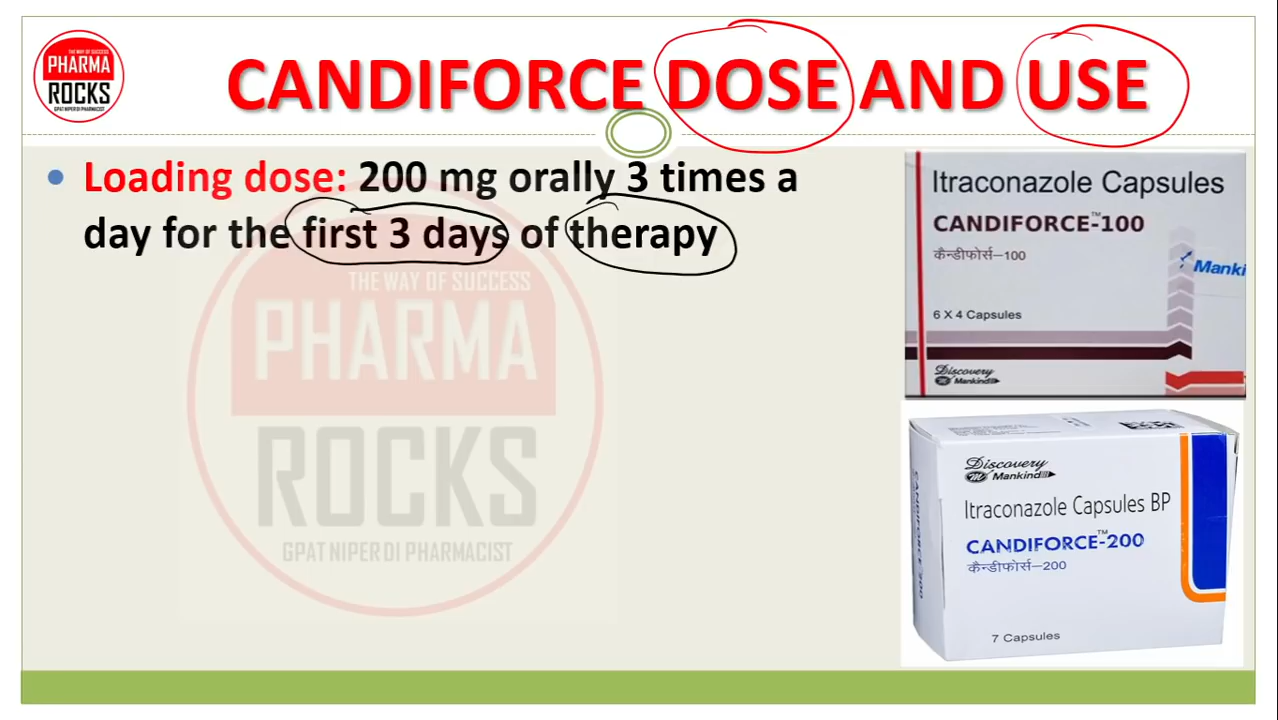 THE WAY OF SUCCESS
PHARMA
ROCKS
GPAT NIPER DI PHARMACIST
CANDIFORCE DOSE AND USE
• Loading dose: 200 mg orally 3 times a
day for the first 3 days of therapy
THE WAY OF SUCCESS
PHARMA
ROCKS
GPAT NIPER DI PHARMACIST
Itraconazole Capsules
CANDIFORCE™-100
कैन्डीफोर्स–100
Manki
6 X 4 Capsules
Discovery
Mankind
Discovery
Mankind
Itraconazole Capsules BP
CANDIFORCE™-200
कैन्डीफोर्स–200
7 Capsules
CANDIFORCE 200